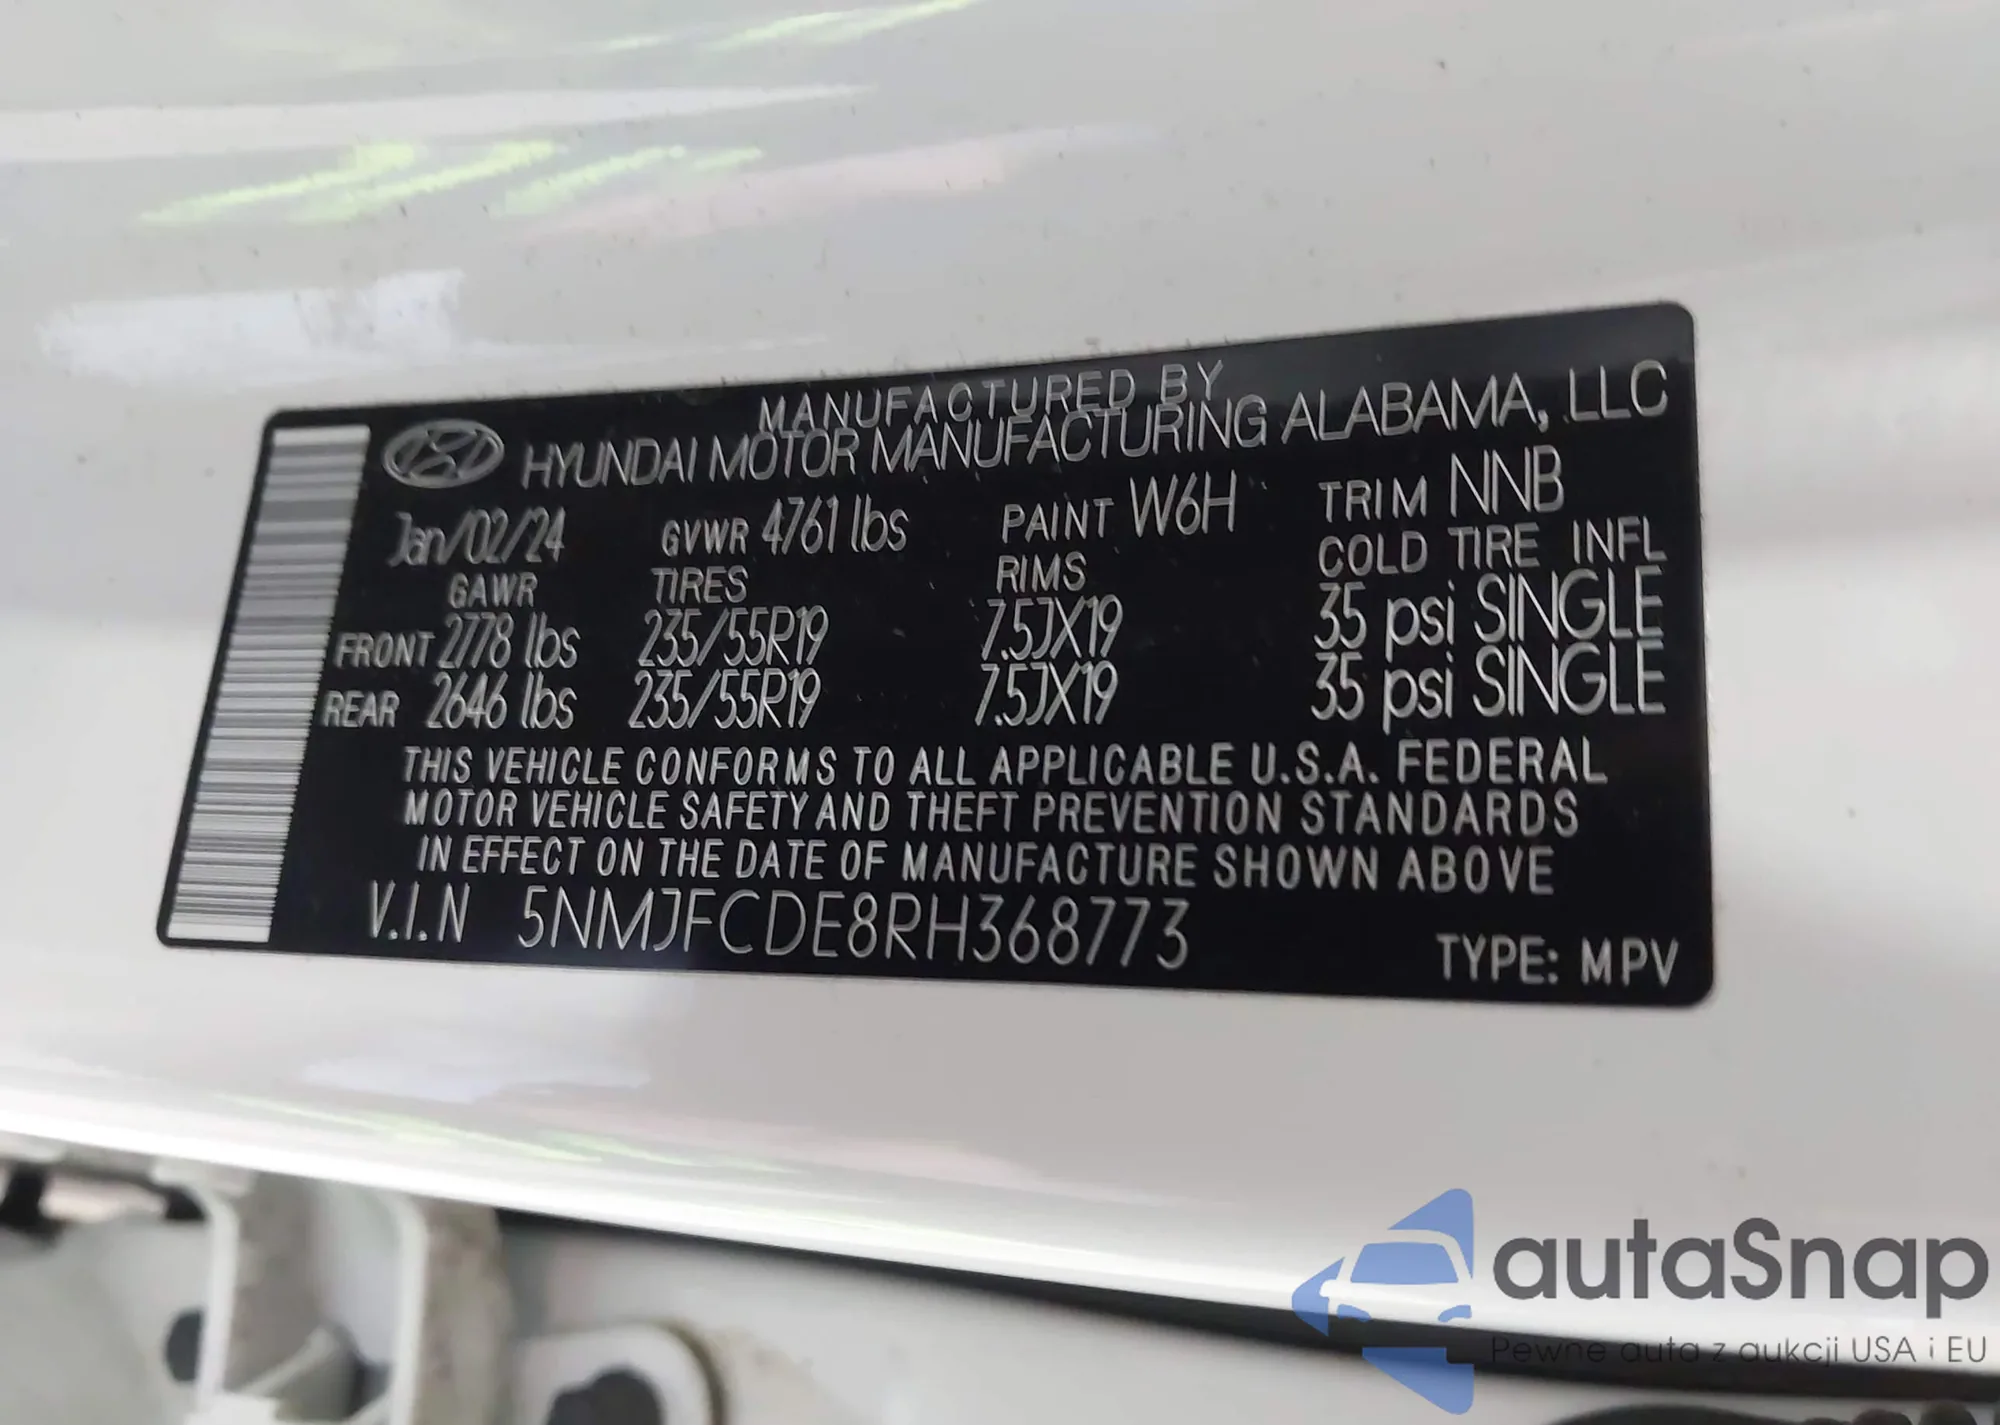 MANUFACTURED BY
HYUNDAI MOTOR MANUFACTURING ALABAMA, LLC
Jan/02/24 GVWR 4761 lbs PAINT W6H TRIM NNB
GAWR TIRES RIMS COLD TIRE INFL
FRONT 2778 lbs 235/55R19 7.5JX19 35 psi SINGLE
REAR 2646 lbs 235/55R19 7.5JX19 35 psi SINGLE
THIS VEHICLE CONFORMS TO ALL APPLICABLE U.S.A. FEDERAL
MOTOR VEHICLE SAFETY AND THEFT PREVENTION STANDARDS
IN EFFECT ON THE DATE OF MANUFACTURE SHOWN ABOVE
V.I.N 5NMJFCDE8RH368773
TYPE: MPV
autaSnap
Pewne auta z aukcji USA i EU